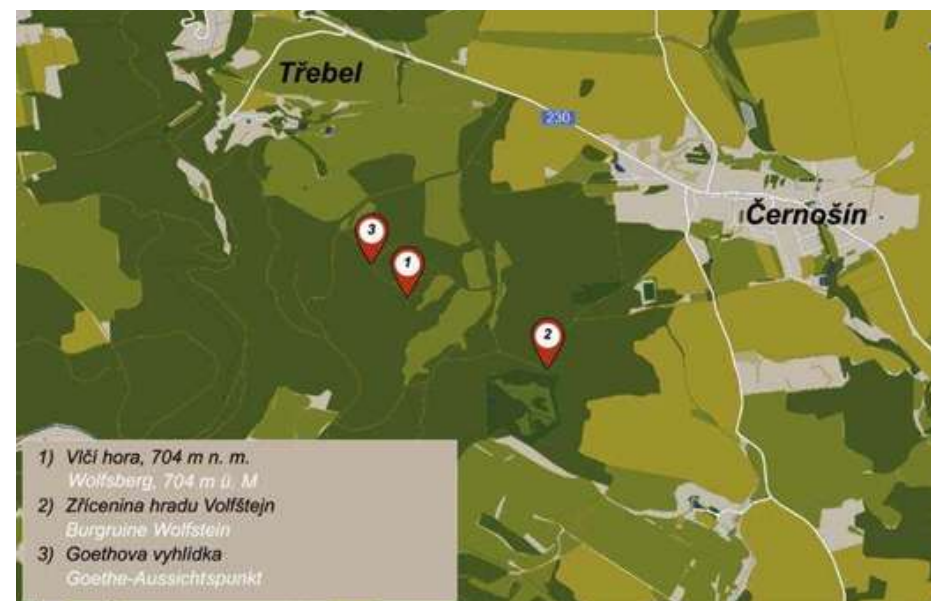 Třebel
230
Černošín
3
1
2
1) Vlčí hora, 704 m n. m.
Wolfsberg, 704 m ü. M
2) Zřícenina hradu Volfštejn
Burgruine Wolfstein
3) Goethova vyhlídka
Goethe-Aussichtspunkt